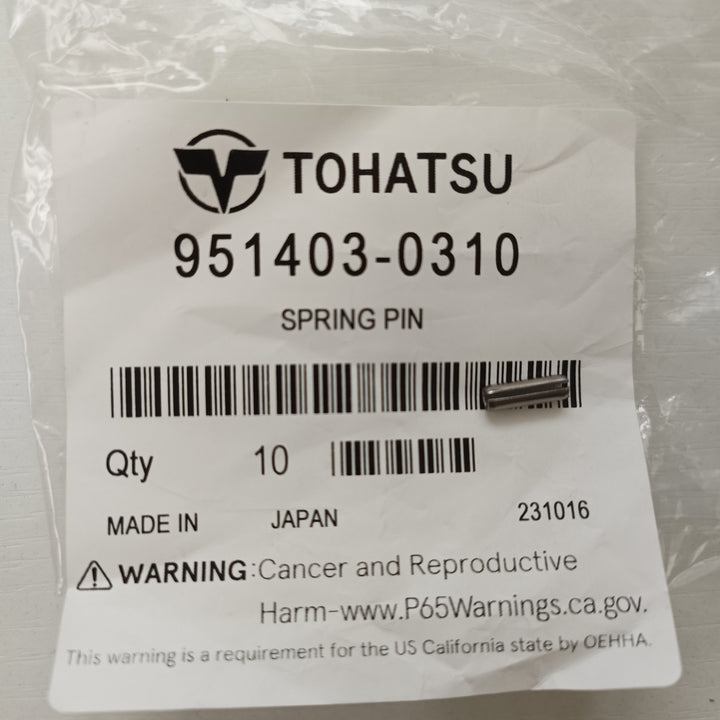 TOHATSU
951403-0310
SPRING PIN
Qty 10
MADE IN JAPAN 231016
WARNING:Cancer and Reproductive
Harm-www.P65Warnings.ca.gov.
This warning is a requirement for the US California state by OEHHA.